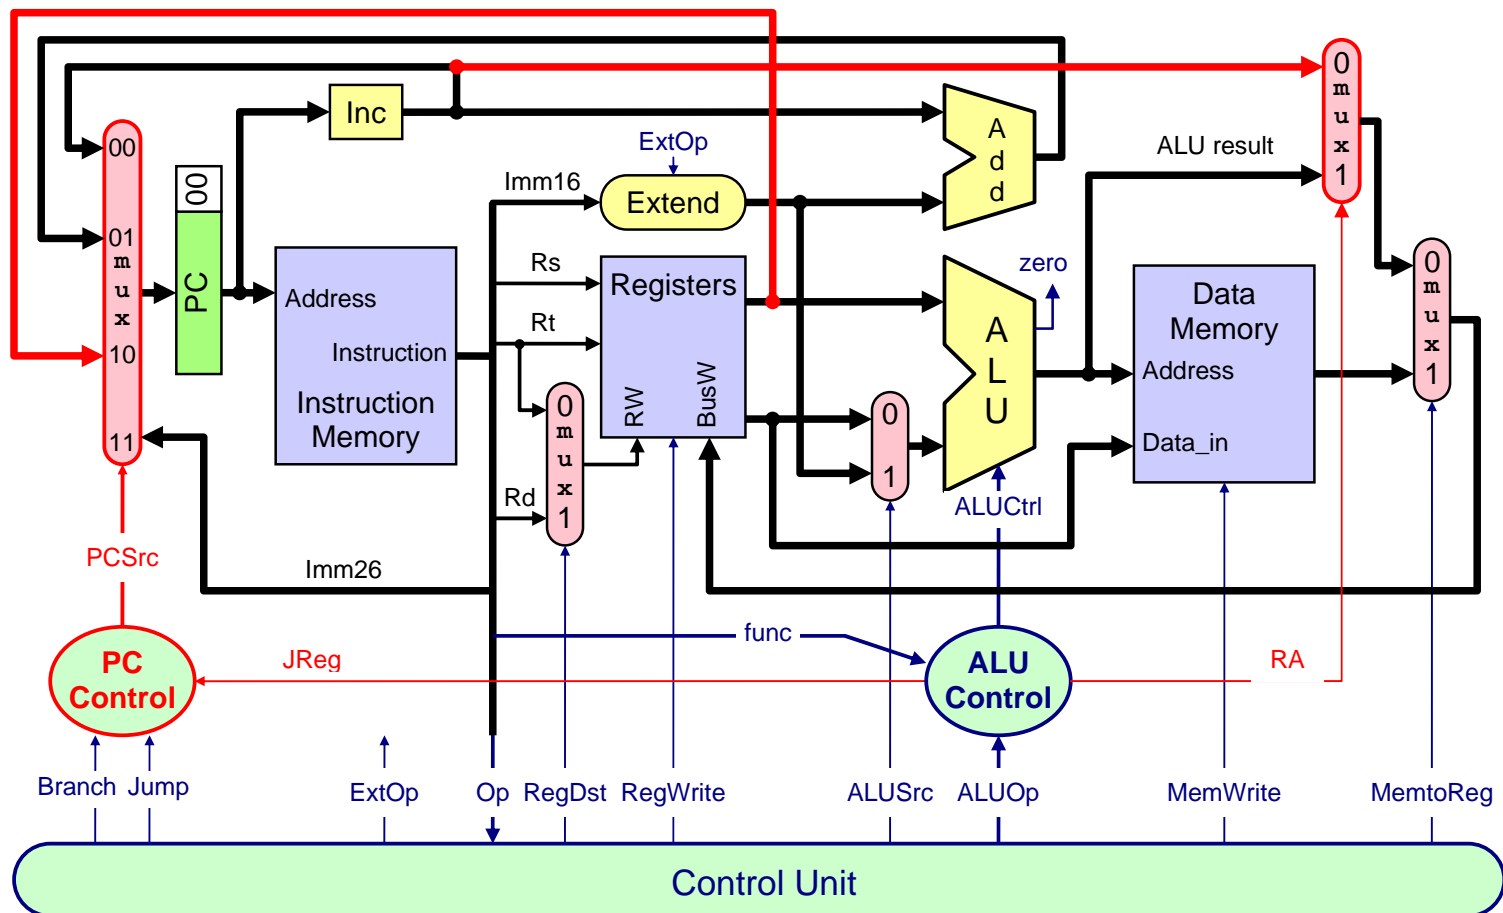 0
m
u
x
1
Inc
A
d
d
ExtOp
ALU result
00
00
Imm16
Extend
01
m
u
x
10
11
PC
Rs
Registers
zero
0
m
u
x
1
Address
Data
Memory
Rt
A
L
U
Instruction
Address
Instruction
Memory
0
m
u
x
1
RW
BusW
0
1
Data_in
Rd
ALUCtrl
PCSrc
Imm26
func
PC
Control
JReg
ALU
Control
RA
Branch
Jump
ExtOp
Op
RegDst
RegWrite
ALUSrc
ALUOp
MemWrite
MemtoReg
Control Unit